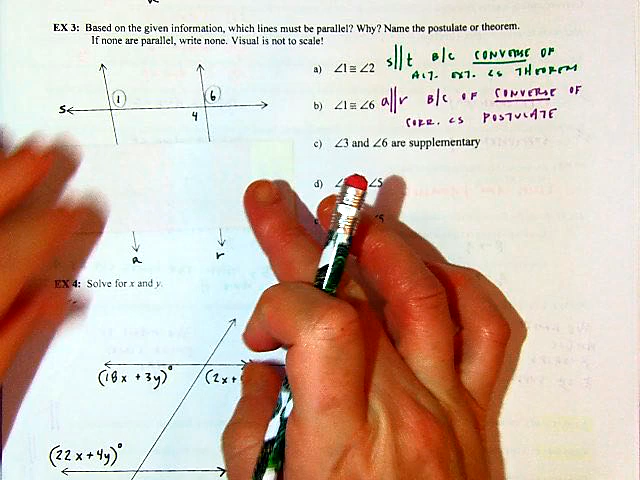 EX 3: Based on the given information, which lines must be parallel? Why? Name the postulate or theorem.
If none are parallel, write none. Visual is not to scale!
a) ∠1 ≅ ∠2 s∥t B/C CONVERSE OF
ALT. EXT. ∠S THEOREM
b) ∠1 ≅ ∠6 a∥r B/C OF CONVERSE OF
CORR. ∠S POSTULATE
c) ∠3 and ∠6 are supplementary
d) ∠5
1
6
s
4
a
r
EX 4: Solve for x and y.
(18x + 3y)°
(2x +
(22x + 4y)°